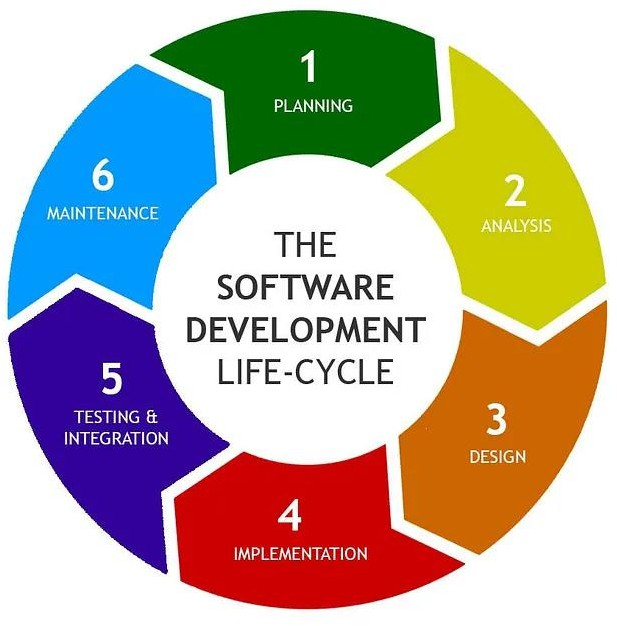 THE
SOFTWARE
DEVELOPMENT
LIFE-CYCLE
1
PLANNING
2
ANALYSIS
3
DESIGN
4
IMPLEMENTATION
5
TESTING &
INTEGRATION
6
MAINTENANCE